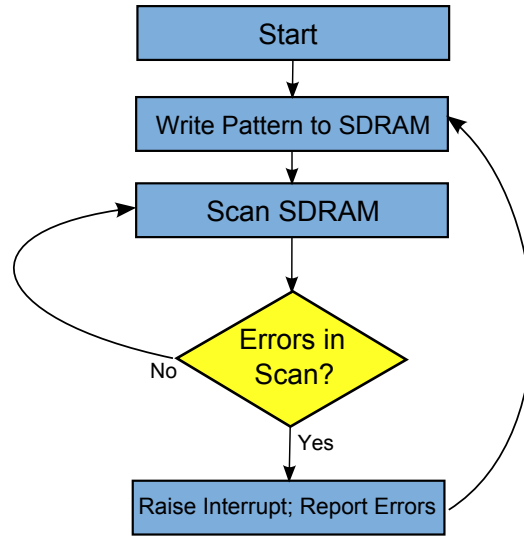 Start
Write Pattern to SDRAM
Scan SDRAM
Errors in
Scan?
No
Yes
Raise Interrupt; Report Errors